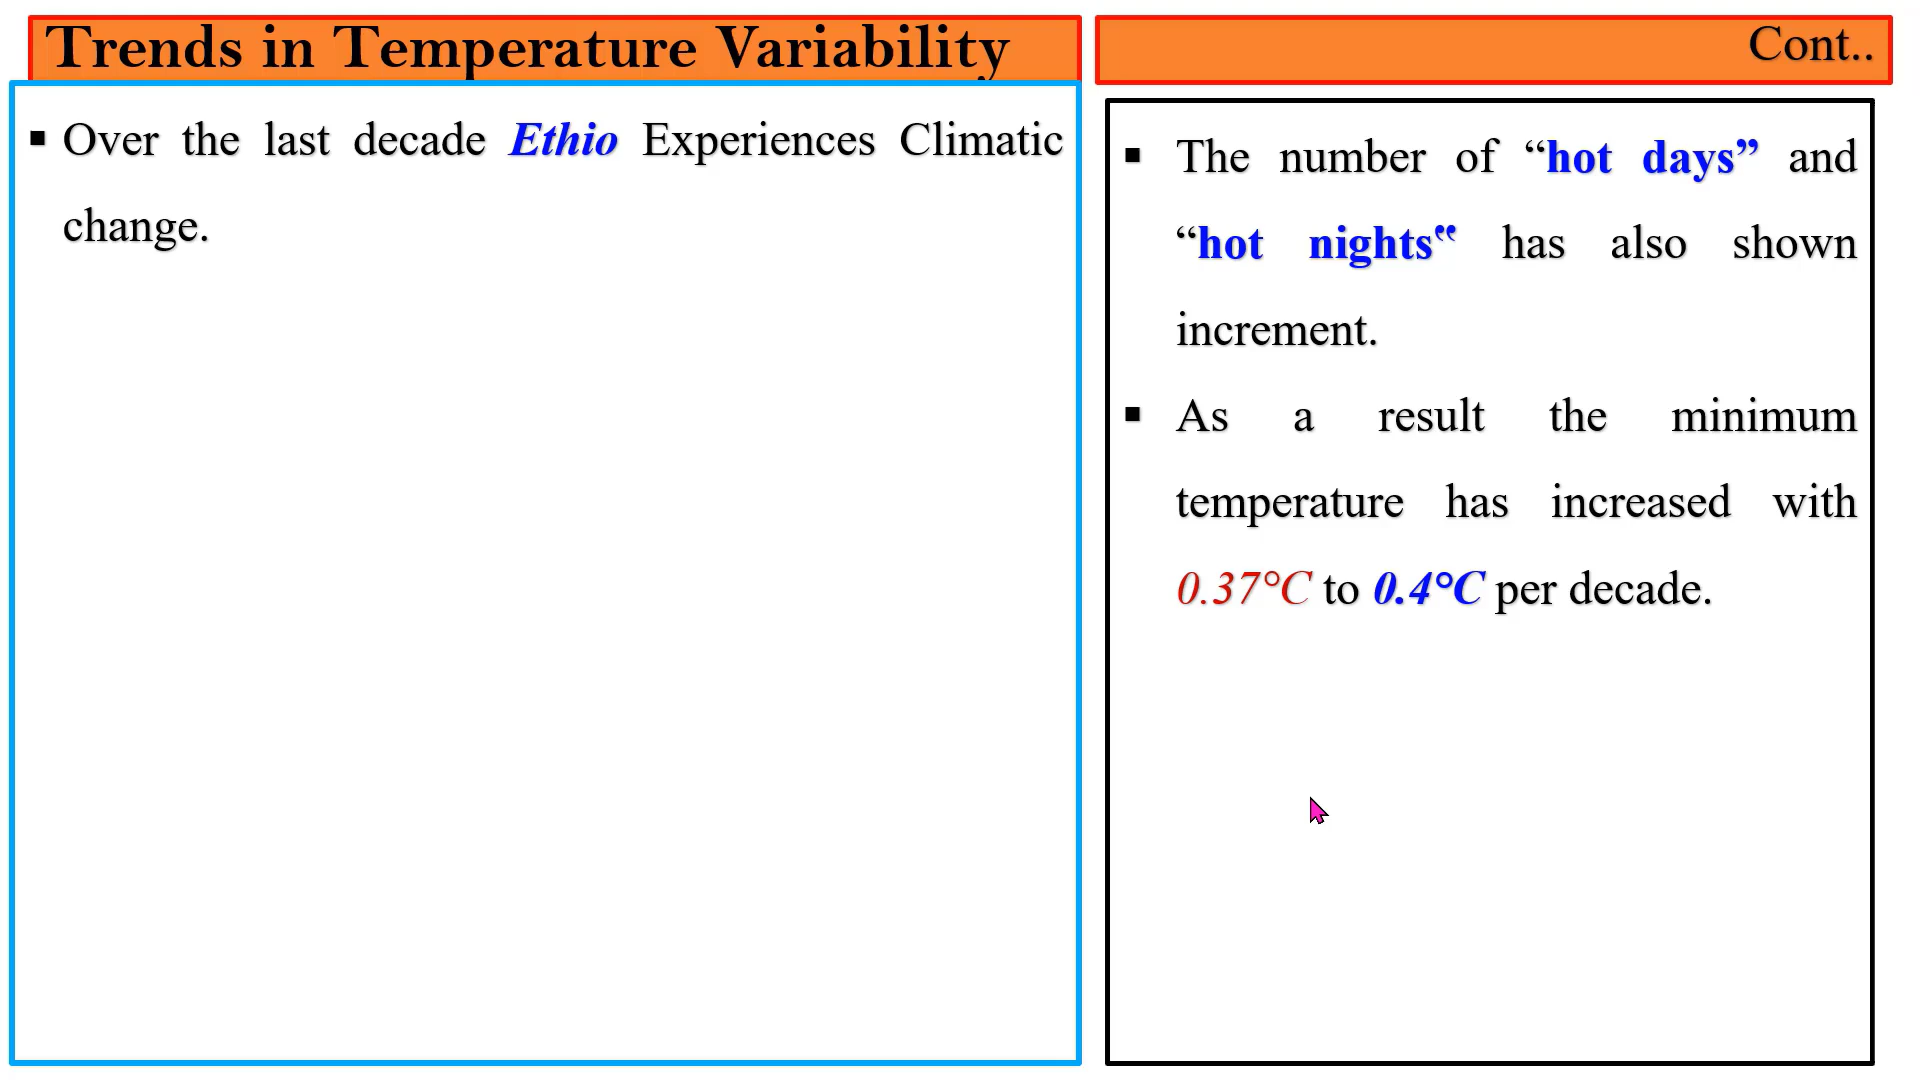 Trends in Temperature Variability
▪ Over the last decade Ethio Experiences Climatic
change.
Cont..
▪ The number of “hot days” and
“hot nights‟ has also shown
increment.
▪ As a result the minimum
temperature has increased with
0.37°C to 0.4°C per decade.